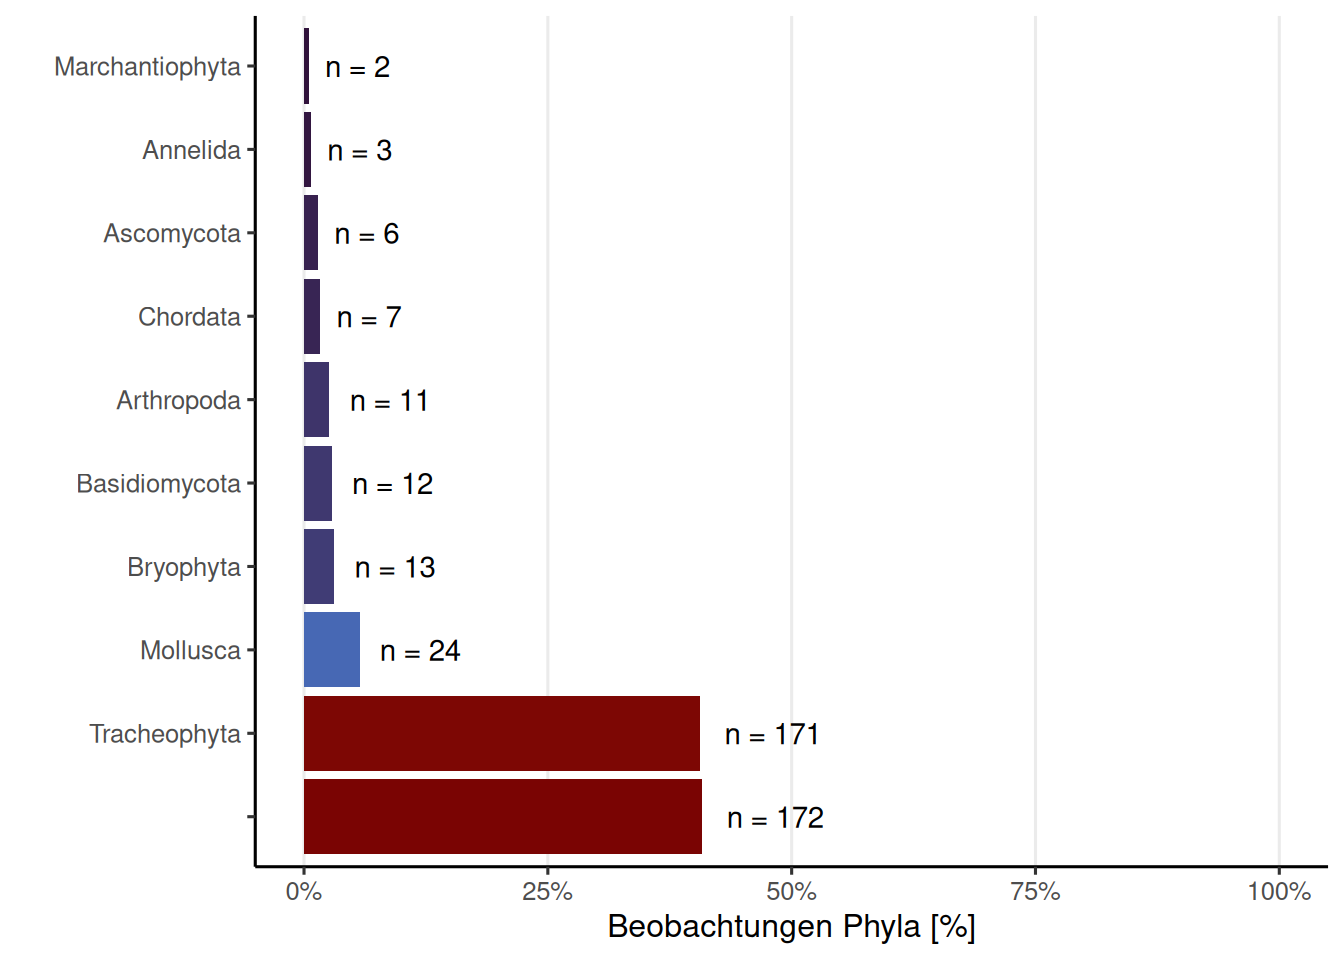 Marchantiophyta n = 2
Annelida n = 3
Ascomycota n = 6
Chordata n = 7
Arthropoda n = 11
Basidiomycota n = 12
Bryophyta n = 13
Mollusca n = 24
Tracheophyta n = 171
n = 172
0% 25% 50% 75% 100%
Beobachtungen Phyla [%]